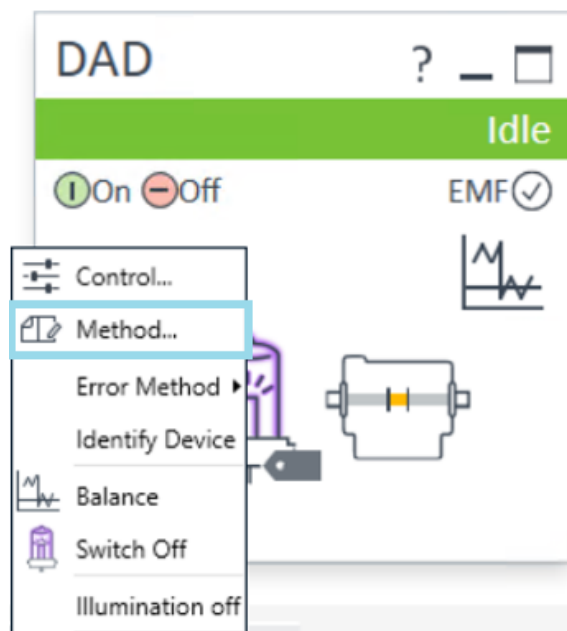 DAD ?
Idle
On Off EMF
Control...
Method...
Error Method
Identify Device
Balance
Switch Off
Illumination off